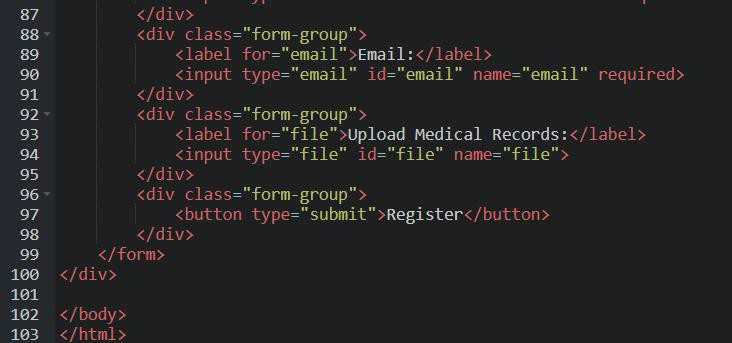 87 </div>
88 <div class="form-group">
89 <label for="email">Email:</label>
90 <input type="email" id="email" name="email" required>
91 </div>
92 <div class="form-group">
93 <label for="file">Upload Medical Records:</label>
94 <input type="file" id="file" name="file">
95 </div>
96 <div class="form-group">
97 <button type="submit">Register</button>
98 </div>
99 </form>
100 </div>
101
102 </body>
103 </html>